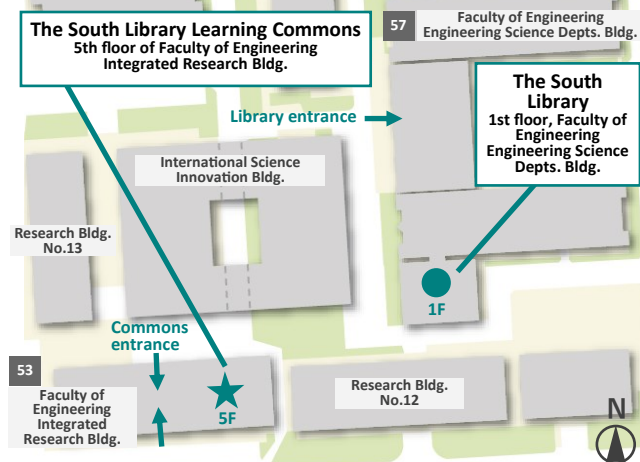 The South Library Learning Commons
5th floor of Faculty of Engineering
Integrated Research Bldg.
57
Faculty of Engineering
Engineering Science Depts. Bldg.
The South
Library
1st floor, Faculty of
Engineering
Engineering Science
Depts. Bldg.
Library entrance
International Science
Innovation Bldg.
Research Bldg.
No.13
1F
Commons
entrance
53
Faculty of
Engineering
Integrated
Research Bldg.
5F
Research Bldg.
No.12
N